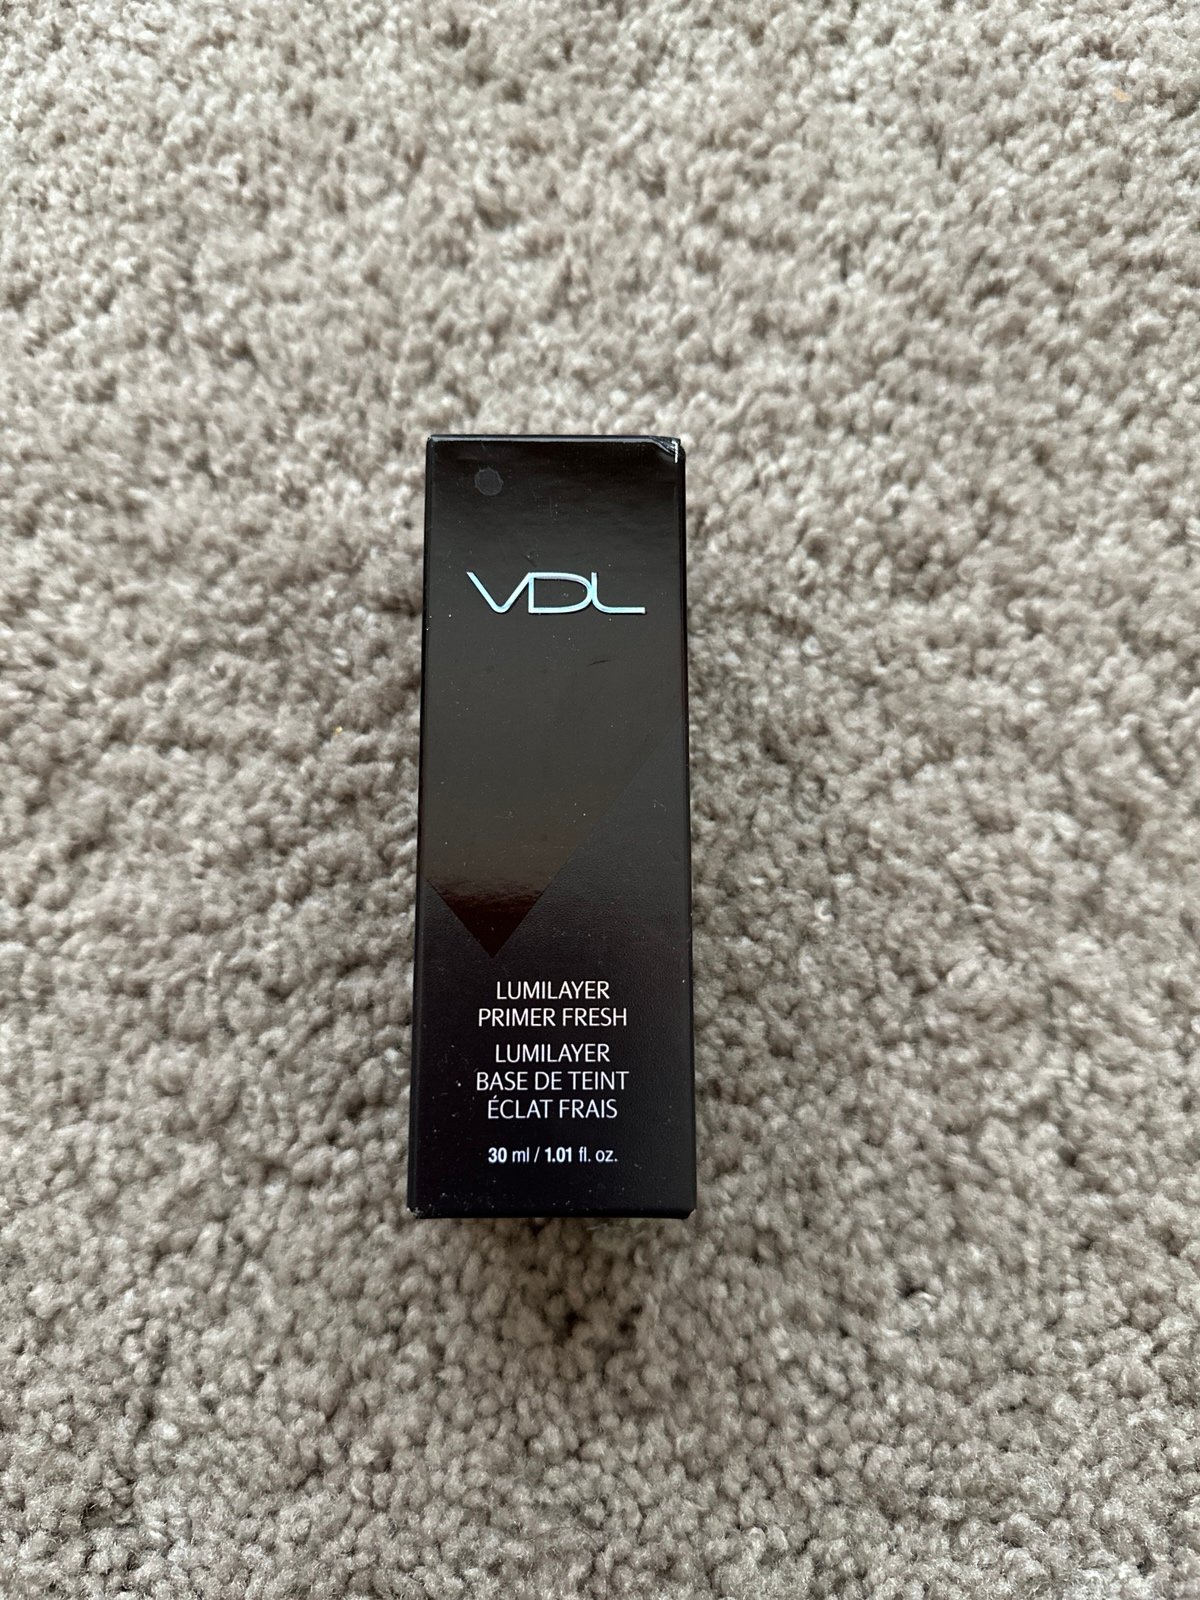 VDL
LUMILAYER
PRIMER FRESH
LUMILAYER
BASE DE TEINT
ÉCLAT FRAIS
30 ml / 1.01 fl. oz.